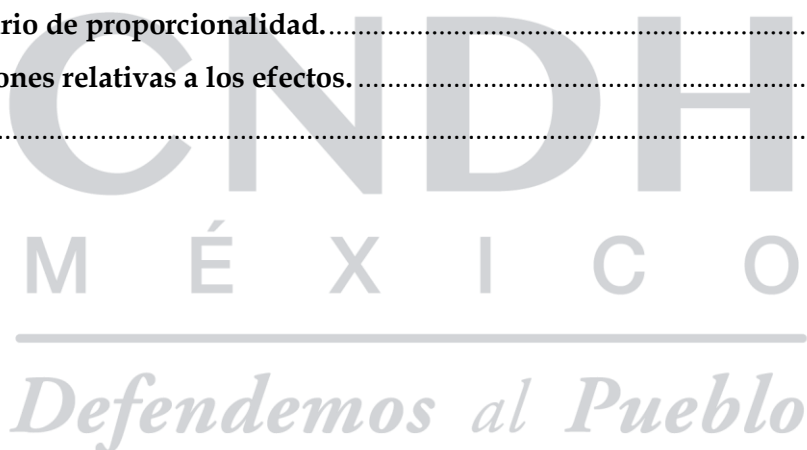 rio de proporcionalidad.
ones relativas a los efectos.
CNDH
MÉXICO
Defendemos al Pueblo